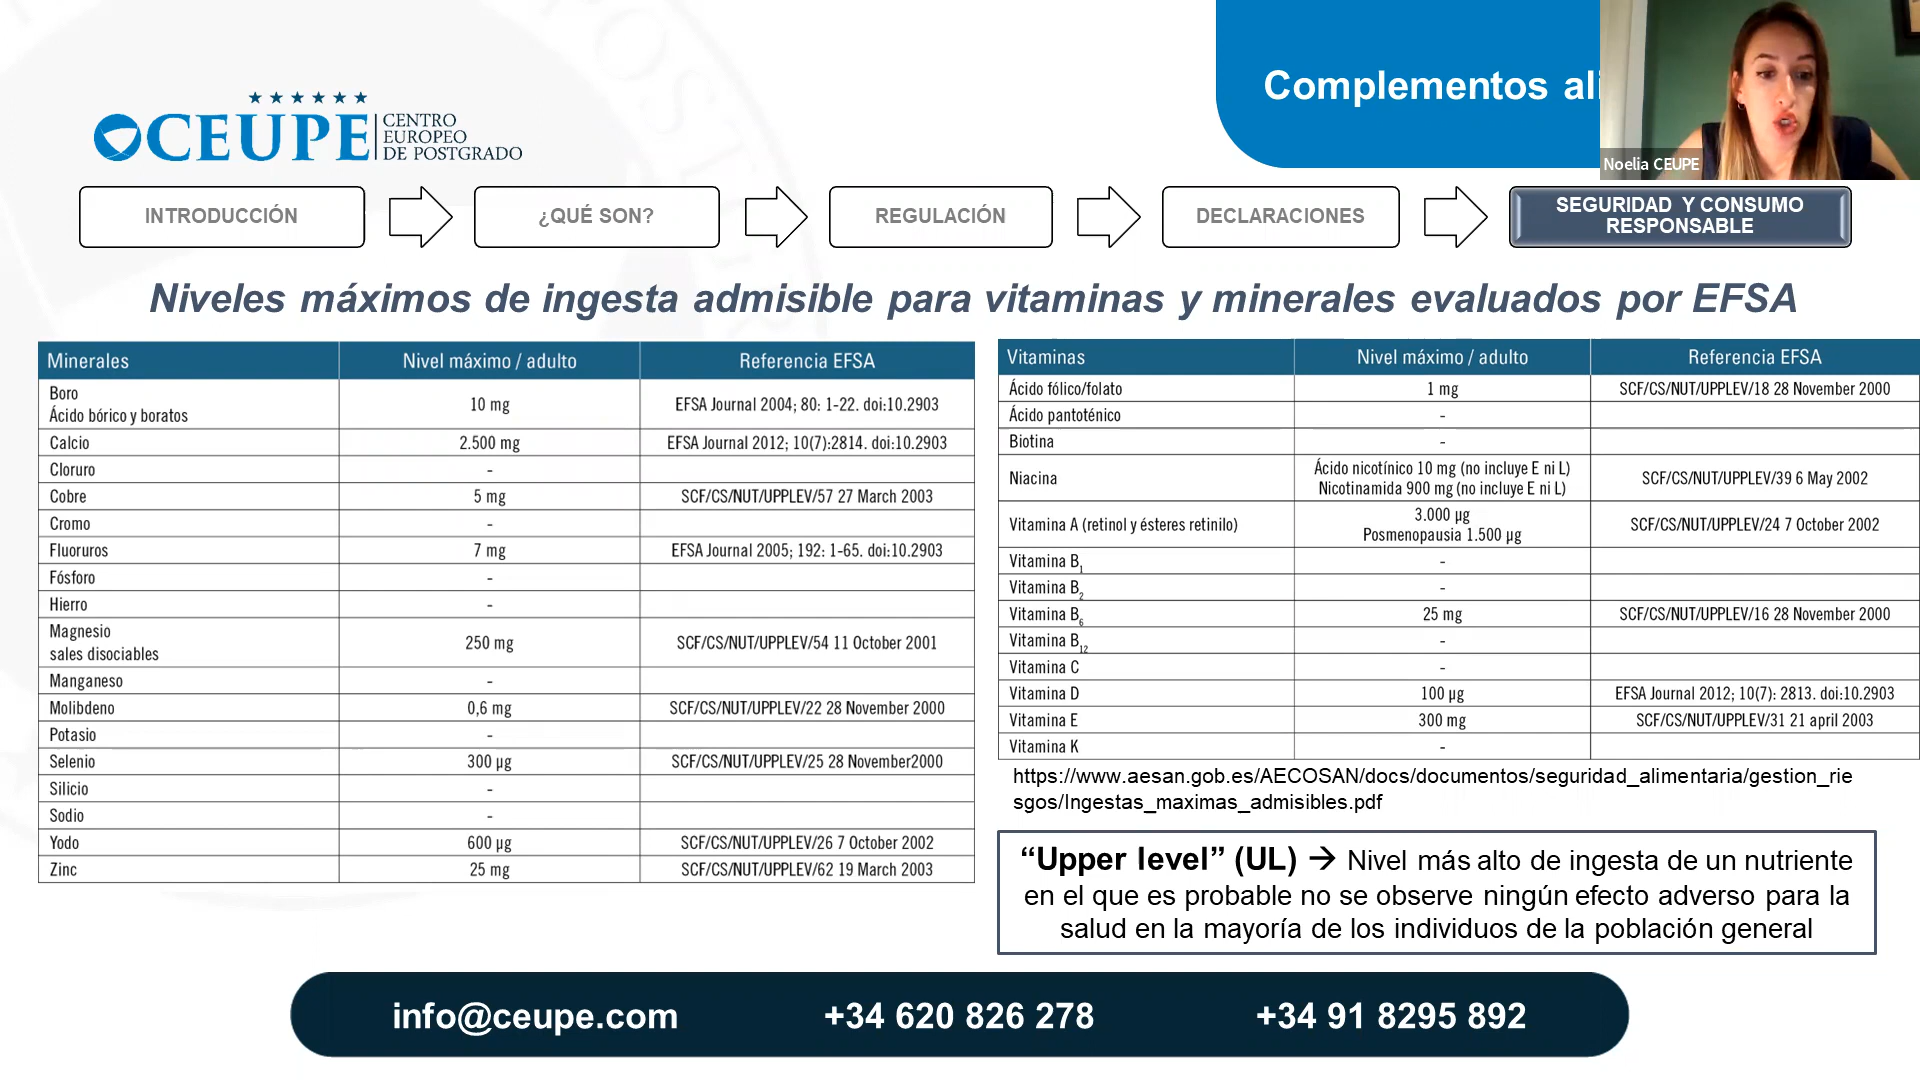 Complementos ali
Noelia CEUPE
CEUPE
CENTRO
EUROPEO
DE POSTGRADO
INTRODUCCIÓN
¿QUÉ SON?
REGULACIÓN
DECLARACIONES
SEGURIDAD Y CONSUMO
RESPONSABLE
Niveles máximos de ingesta admisible para vitaminas y minerales evaluados por EFSA
Minerales Nivel máximo / adulto Referencia EFSA
Boro
Ácido bórico y boratos 10 mg EFSA Journal 2004; 80: 1-22. doi:10.2903
Calcio 2.500 mg EFSA Journal 2012; 10(7):2814. doi:10.2903
Cloruro -
Cobre 5 mg SCF/CS/NUT/UPPLEV/57 27 March 2003
Cromo -
Fluoruros 7 mg EFSA Journal 2005; 192: 1-65. doi:10.2903
Fósforo -
Hierro -
Magnesio
sales disociables 250 mg SCF/CS/NUT/UPPLEV/54 11 October 2001
Manganeso -
Molibdeno 0,6 mg SCF/CS/NUT/UPPLEV/22 28 November 2000
Potasio -
Selenio 300 µg SCF/CS/NUT/UPPLEV/25 28 November2000
Silicio -
Sodio -
Yodo 600 µg SCF/CS/NUT/UPPLEV/26 7 October 2002
Zinc 25 mg SCF/CS/NUT/UPPLEV/62 19 March 2003
Vitaminas Nivel máximo / adulto Referencia EFSA
Ácido fólico/folato 1 mg SCF/CS/NUT/UPPLEV/18 28 November 2000
Ácido pantoténico -
Biotina -
Niacina Ácido nicotínico 10 mg (no incluye E ni L)
Nicotinamida 900 mg (no incluye E ni L) SCF/CS/NUT/UPPLEV/39 6 May 2002
Vitamina A (retinol y ésteres retinilo) 3.000 µg
Posmenopausia 1.500 µg SCF/CS/NUT/UPPLEV/24 7 October 2002
Vitamina B1 -
Vitamina B2 -
Vitamina B6 25 mg SCF/CS/NUT/UPPLEV/16 28 November 2000
Vitamina B12 -
Vitamina C -
Vitamina D 100 µg EFSA Journal 2012; 10(7): 2813. doi:10.2903
Vitamina E 300 mg SCF/CS/NUT/UPPLEV/31 21 april 2003
Vitamina K -
https://www.aesan.gob.es/AECOSAN/docs/documentos/seguridad_alimentaria/gestion_rie
sgos/Ingestas_maximas_admisibles.pdf
“Upper level” (UL) → Nivel más alto de ingesta de un nutriente
en el que es probable no se observe ningún efecto adverso para la
salud en la mayoría de los individuos de la población general
info@ceupe.com
+34 620 826 278
+34 91 8295 892